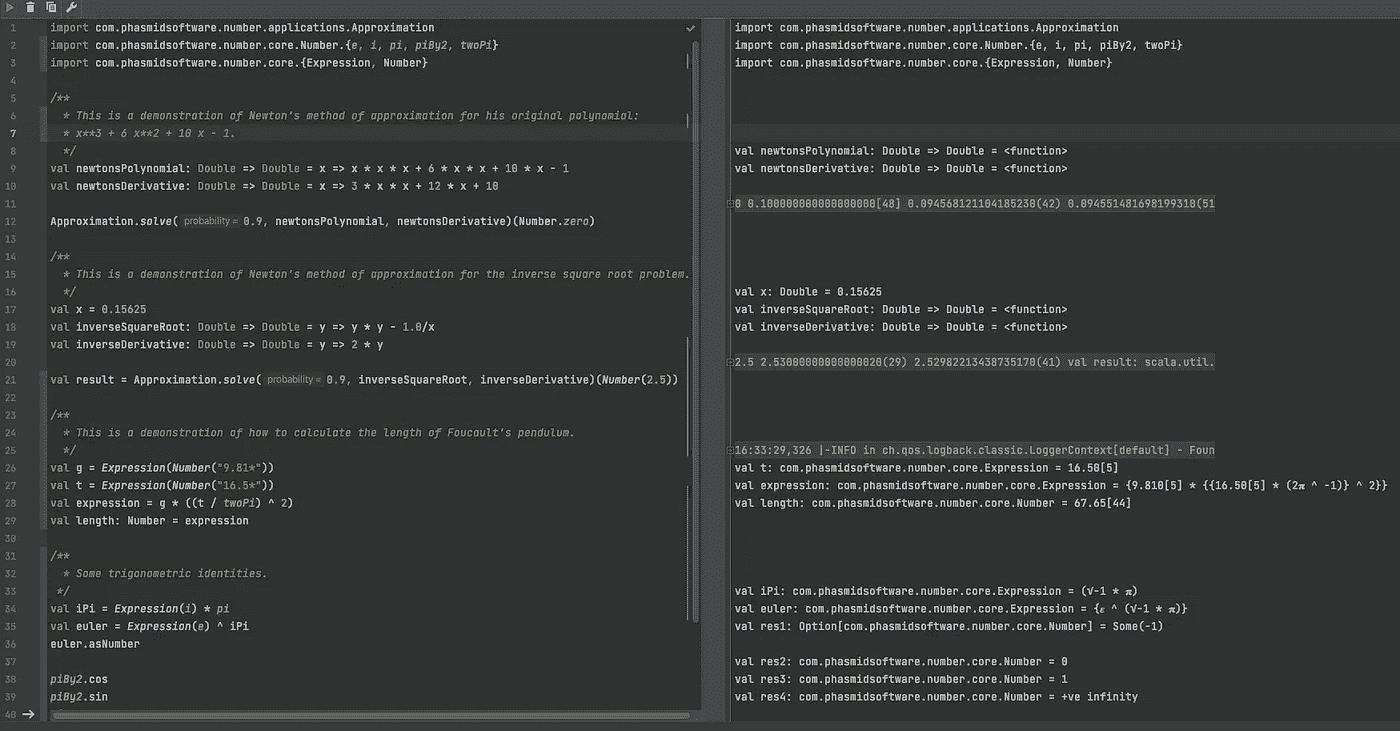 1 import com.phasmidsoftware.number.applications.Approximation
2 import com.phasmidsoftware.number.core.Number.{e, i, pi, piBy2, twoPi}
3 import com.phasmidsoftware.number.core.{Expression, Number}
4
5 /**
6 * This is a demonstration of Newton's method of approximation for his original polynomial:
7 * x**3 + 6 x**2 + 10 x - 1.
8 */
9 val newtonsPolynomial: Double => Double = x => x * x * x + 6 * x * x + 10 * x - 1
10 val newtonsDerivative: Double => Double = x => 3 * x * x + 12 * x + 10
11
12 Approximation.solve( probability = 0.9, newtonsPolynomial, newtonsDerivative)(Number.zero)
13
14 /**
15 * This is a demonstration of Newton's method of approximation for the inverse square root problem.
16 */
17 val x = 0.15625
18 val inverseSquareRoot: Double => Double = y => y * y - 1.0/x
19 val inverseDerivative: Double => Double = y => 2 * y
20
21 val result = Approximation.solve( probability = 0.9, inverseSquareRoot, inverseDerivative)(Number(2.5))
22
23 /**
24 * This is a demonstration of how to calculate the length of Foucault's pendulum.
25 */
26 val g = Expression(Number("9.81*"))
27 val t = Expression(Number("16.5*"))
28 val expression = g * ((t / twoPi) ^ 2)
29 val length: Number = expression
30
31 /**
32 * Some trigonometric identities.
33 */
34 val iPi = Expression(i) * pi
35 val euler = Expression(e) ^ iPi
36 euler.asNumber
37
38 piBy2.cos
39 piBy2.sin
40
import com.phasmidsoftware.number.applications.Approximation
import com.phasmidsoftware.number.core.Number.{e, i, pi, piBy2, twoPi}
import com.phasmidsoftware.number.core.{Expression, Number}
val newtonsPolynomial: Double => Double = <function>
val newtonsDerivative: Double => Double = <function>
0 0.100000000000000000[48] 0.094568121104185230(42) 0.094551481698199310(51
val x: Double = 0.15625
val inverseSquareRoot: Double => Double = <function>
val inverseDerivative: Double => Double = <function>
2.5 2.53000000000000020(29) 2.52982213438735170(41) val result: scala.util.
16:33:29,326 |-INFO in ch.qos.logback.classic.LoggerContext[default] - Foun
val t: com.phasmidsoftware.number.core.Expression = 16.50[5]
val expression: com.phasmidsoftware.number.core.Expression = {9.810[5] * {{16.50[5] * (2π ^ -1)} ^ 2}}
val length: com.phasmidsoftware.number.core.Number = 67.65[44]
val iPi: com.phasmidsoftware.number.core.Expression = (√-1 * π)
val euler: com.phasmidsoftware.number.core.Expression = {ε ^ (√-1 * π)}
val res1: Option[com.phasmidsoftware.number.core.Number] = Some(-1)
val res2: com.phasmidsoftware.number.core.Number = 0
val res3: com.phasmidsoftware.number.core.Number = 1
val res4: com.phasmidsoftware.number.core.Number = +ve infinity